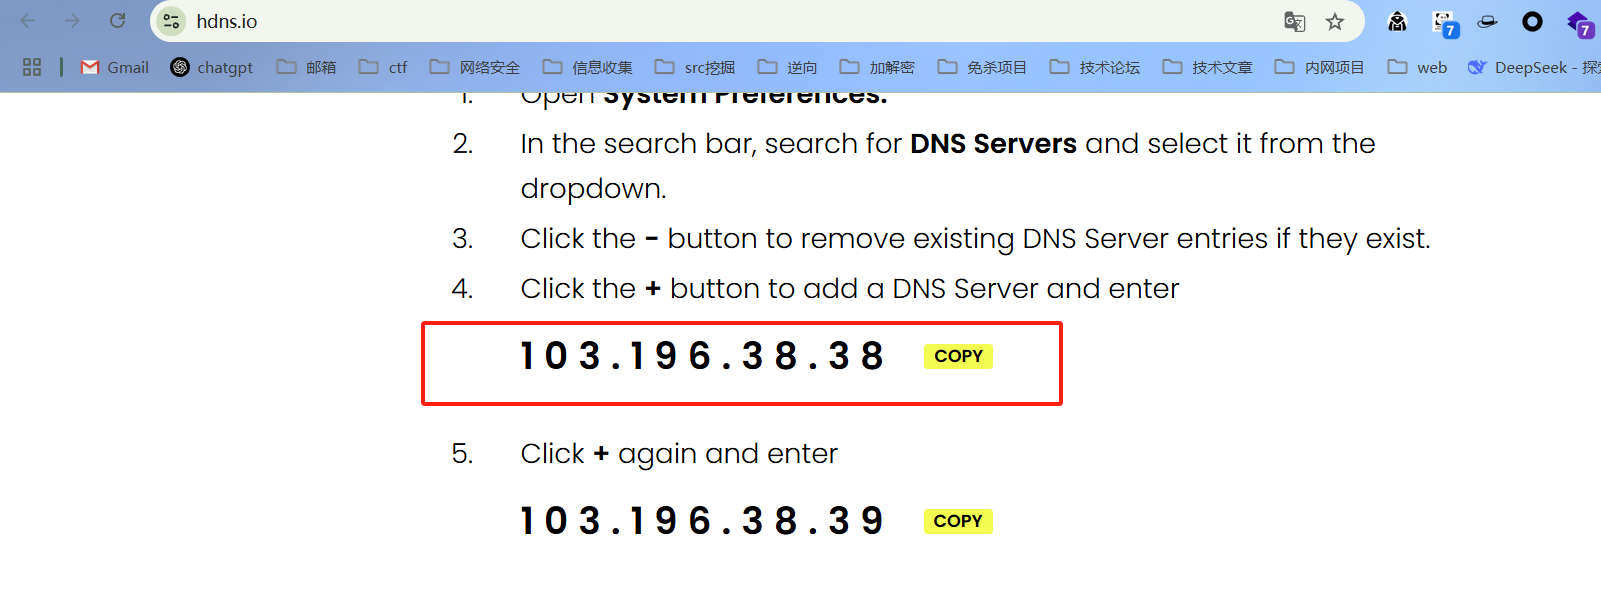 hdns.io
7
7
Gmail chatgpt 邮箱 ctf 网络安全 信息收集 src挖掘 逆向 加解密 免杀项目 技术论坛 技术文章 内网项目 web DeepSeek - 探
1. Open System Preferences.
2. In the search bar, search for DNS Servers and select it from the
dropdown.
3. Click the - button to remove existing DNS Server entries if they exist.
4. Click the + button to add a DNS Server and enter
103.196.38.38 COPY
5. Click + again and enter
103.196.38.39 COPY